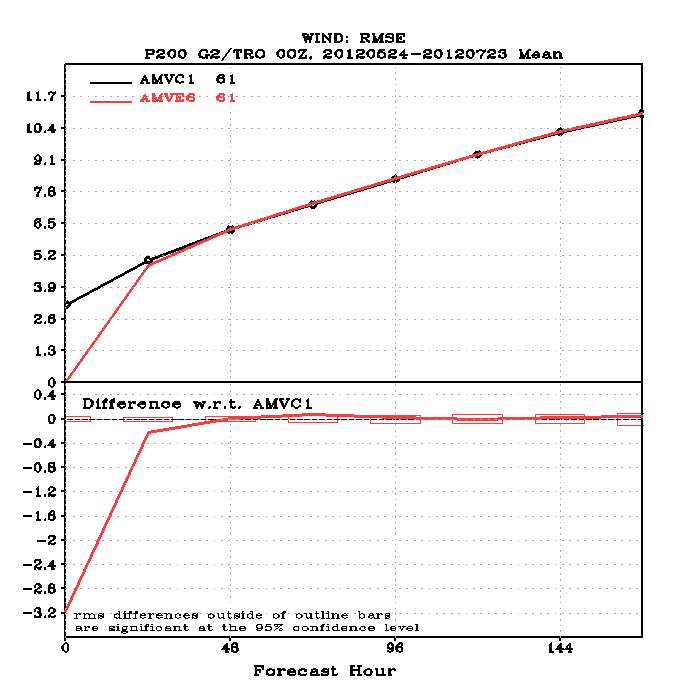 WIND: RMSE
P200 G2/TRO 00Z, 20120524-20120723 Mean
AMVC1 61
AMVE6 61
11.7
10.4
9.1
7.8
6.5
5.2
3.9
2.6
1.3
0
Difference w.r.t. AMVC1
0.4
0
-0.4
-0.8
-1.2
-1.6
-2
-2.4
-2.8
-3.2
rms differences outside of outline bars
are significant at the 95% confidence level
0 48 96 144
Forecast Hour